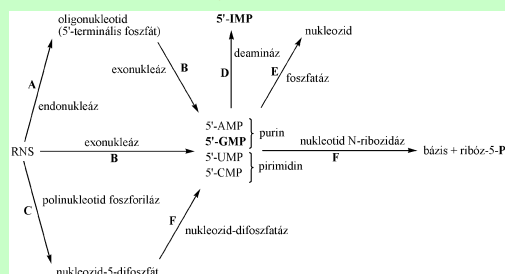 oligonukleotid
(5'-terminális foszfát)
5'-IMP
nukleozid
exonukleáz
B
deamináz
D
E
foszfatáz
A
endonukleáz
RNS
exonukleáz
B
5'-AMP
5'-GMP
purin
5'-UMP
5'-CMP
pirimidin
nukleotid N-ribozidáz
F
bázis + ribóz-5-P
C
polinukleotid foszforiláz
F
nukleozid-difoszfatáz
nukleozid-5-difoszfát